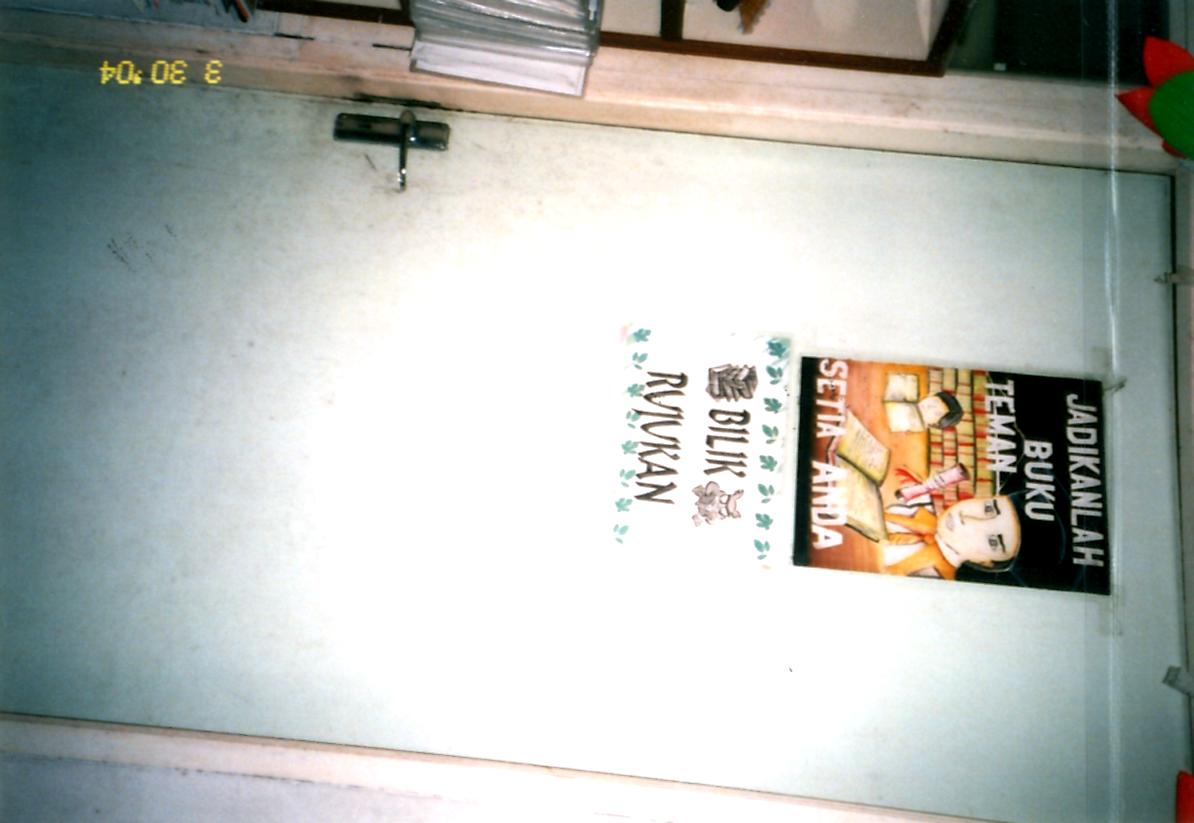 JADIKANLAH
BUKU
TEMAN
SETIA ANDA
BILIK
RUJUKAN
3 30 '04